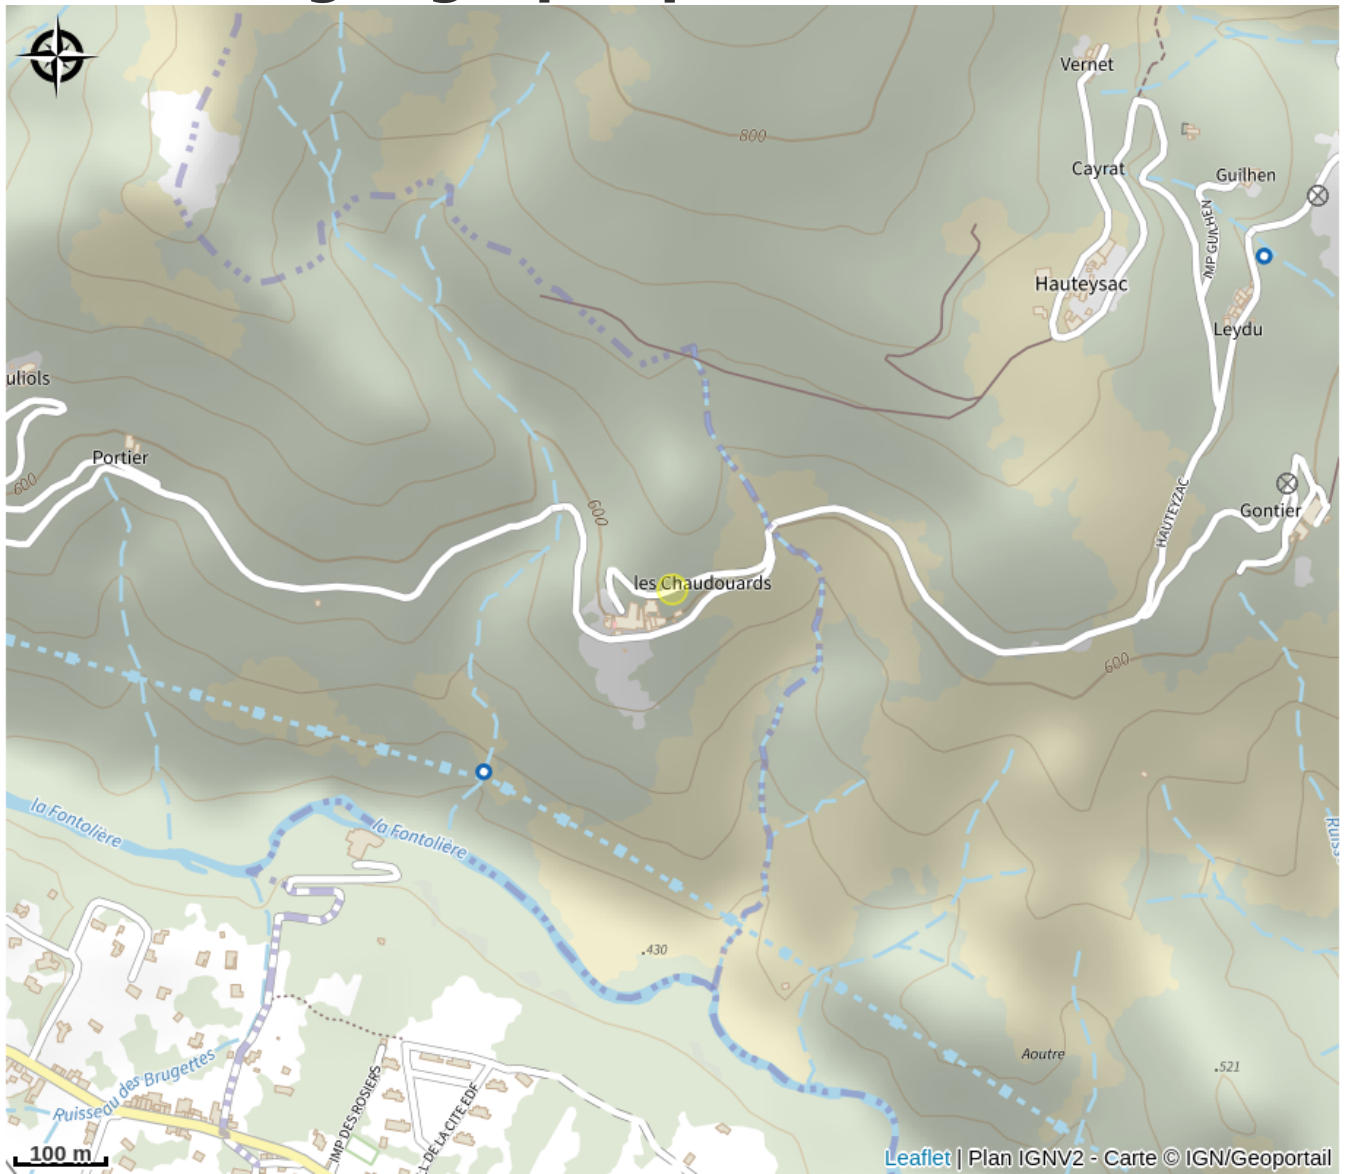 Vernet
800
Cayrat
Guilhen
IMP GUILHEN
Hauteysac
Leydu
uliols
Portier
600
600
HAUTEYZAC
Gontier
les Chaudouards
600
la Fontolière
la Fontolière
Ruiss
.430
Aoutre
.521
Ruisseau des Brugettes
IMP DES ROSIERS
L DE LA CITE EDF
100 m
Leaflet | Plan IGNV2 - Carte © IGN/Geoportail